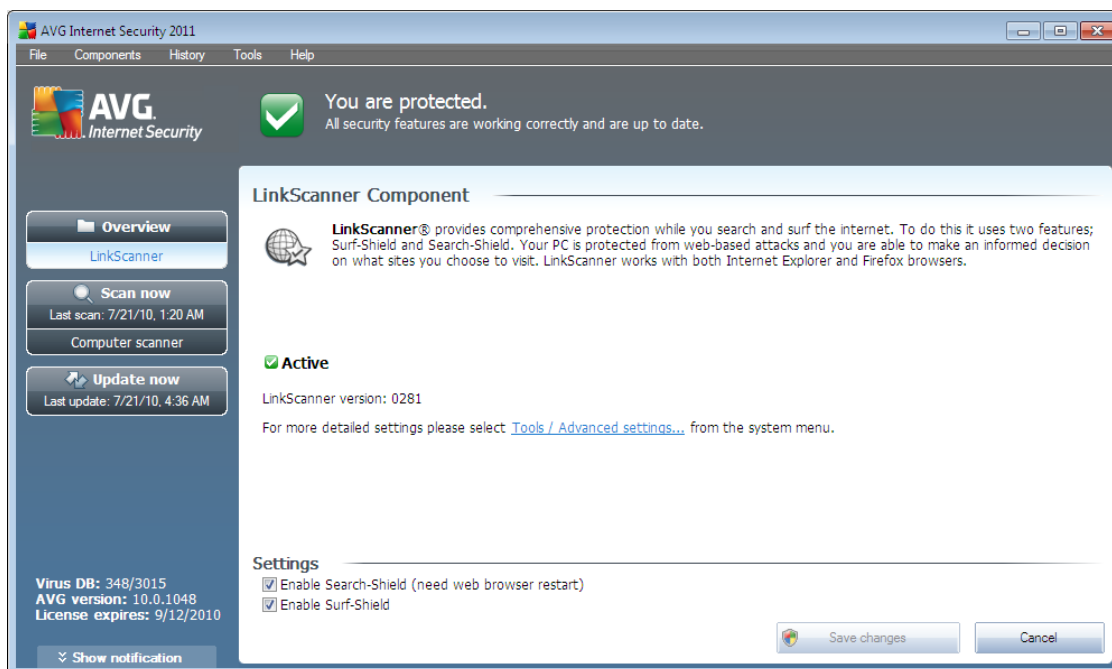 AVG Internet Security 2011
File Components History Tools Help
AVG.
Internet Security
You are protected.
All security features are working correctly and are up to date.
Overview
LinkScanner
Scan now
Last scan: 7/21/10, 1:20 AM
Computer scanner
Update now
Last update: 7/21/10, 4:36 AM
Virus DB: 348/3015
AVG version: 10.0.1048
License expires: 9/12/2010
Show notification
LinkScanner Component
LinkScanner® provides comprehensive protection while you search and surf the internet. To do this it uses two features;
Surf-Shield and Search-Shield. Your PC is protected from web-based attacks and you are able to make an informed decision
on what sites you choose to visit. LinkScanner works with both Internet Explorer and Firefox browsers.
Active
LinkScanner version: 0281
For more detailed settings please select Tools / Advanced settings... from the system menu.
Settings
Enable Search-Shield (need web browser restart)
Enable Surf-Shield
Save changes
Cancel